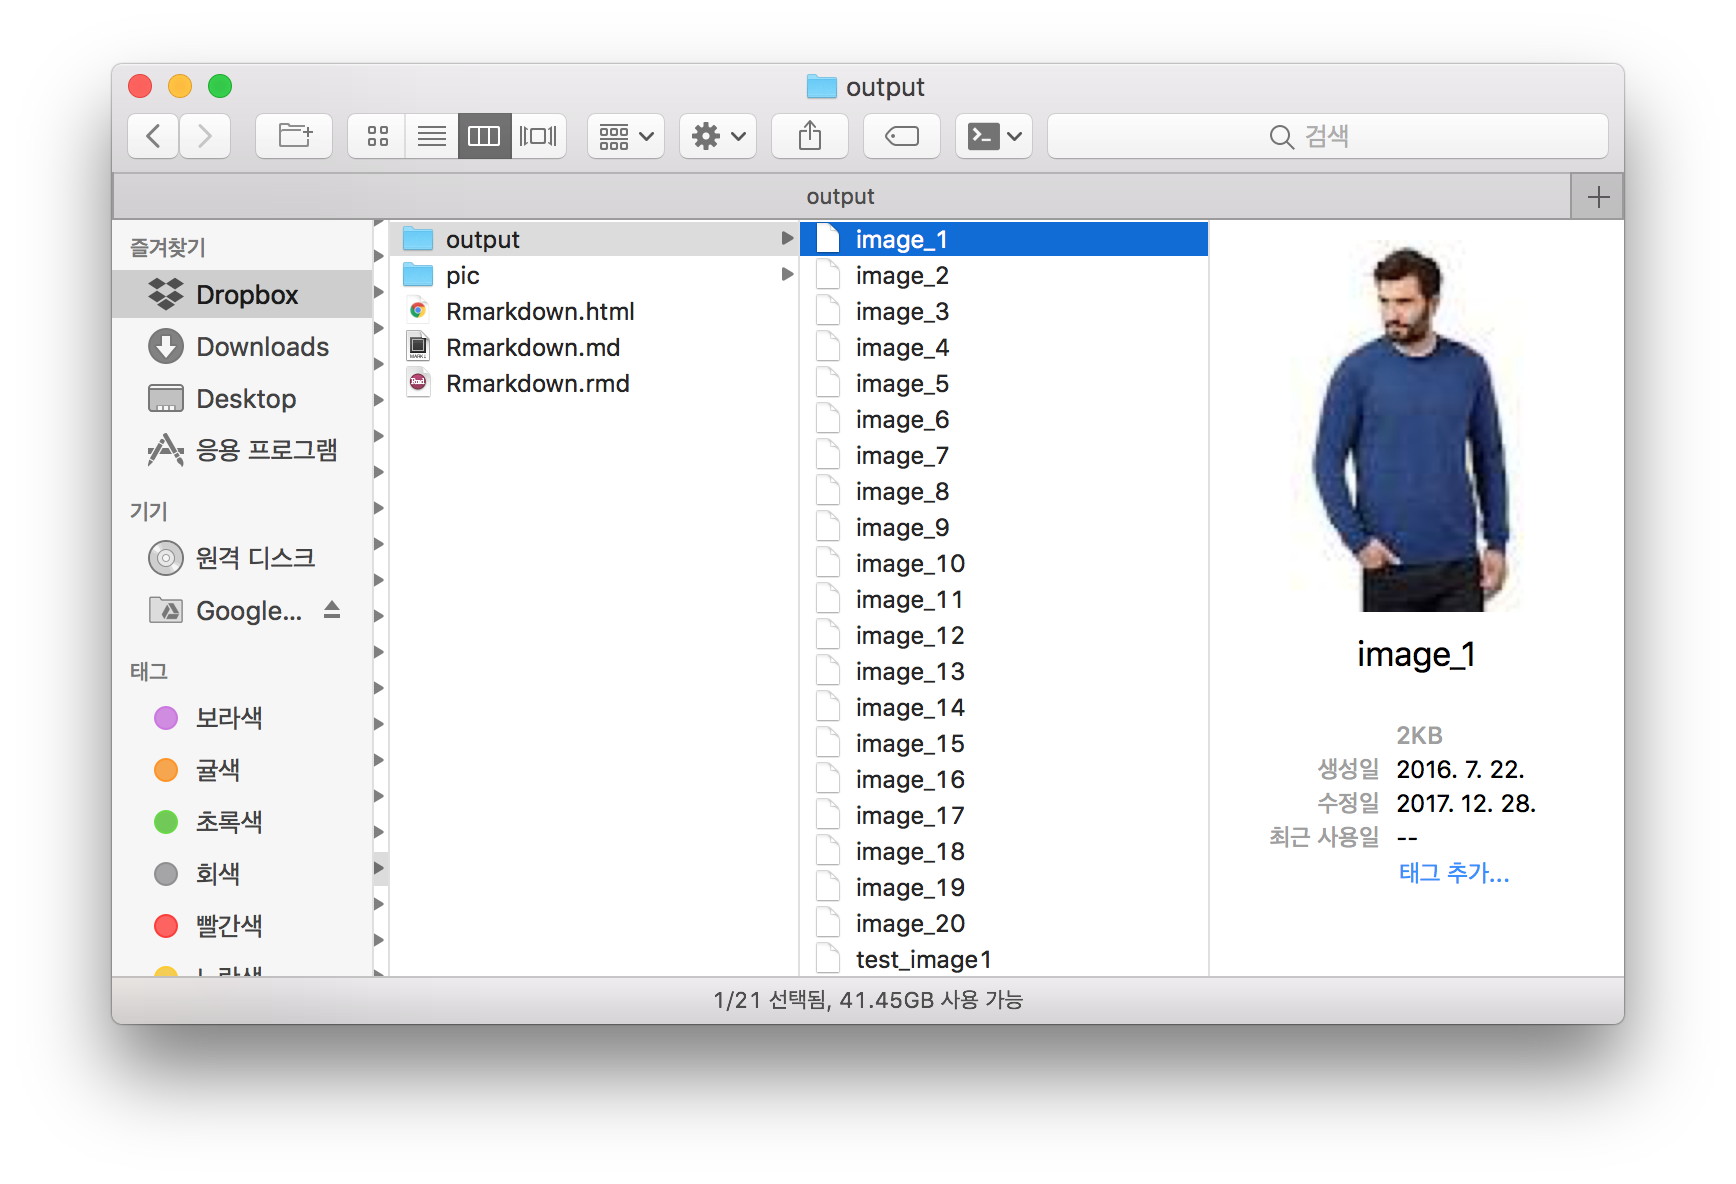 output
검색
output
즐겨찾기
Dropbox
Downloads
Desktop
응용 프로그램
기기
원격 디스크
Google...
태그
보라색
귤색
초록색
회색
빨간색
노란색
output
pic
Rmarkdown.html
Rmarkdown.md
Rmarkdown.rmd
image_1
image_2
image_3
image_4
image_5
image_6
image_7
image_8
image_9
image_10
image_11
image_12
image_13
image_14
image_15
image_16
image_17
image_18
image_19
image_20
test_image1
image_1
2KB
생성일 2016. 7. 22.
수정일 2017. 12. 28.
최근 사용일 --
태그 추가...
1/21 선택됨, 41.45GB 사용 가능